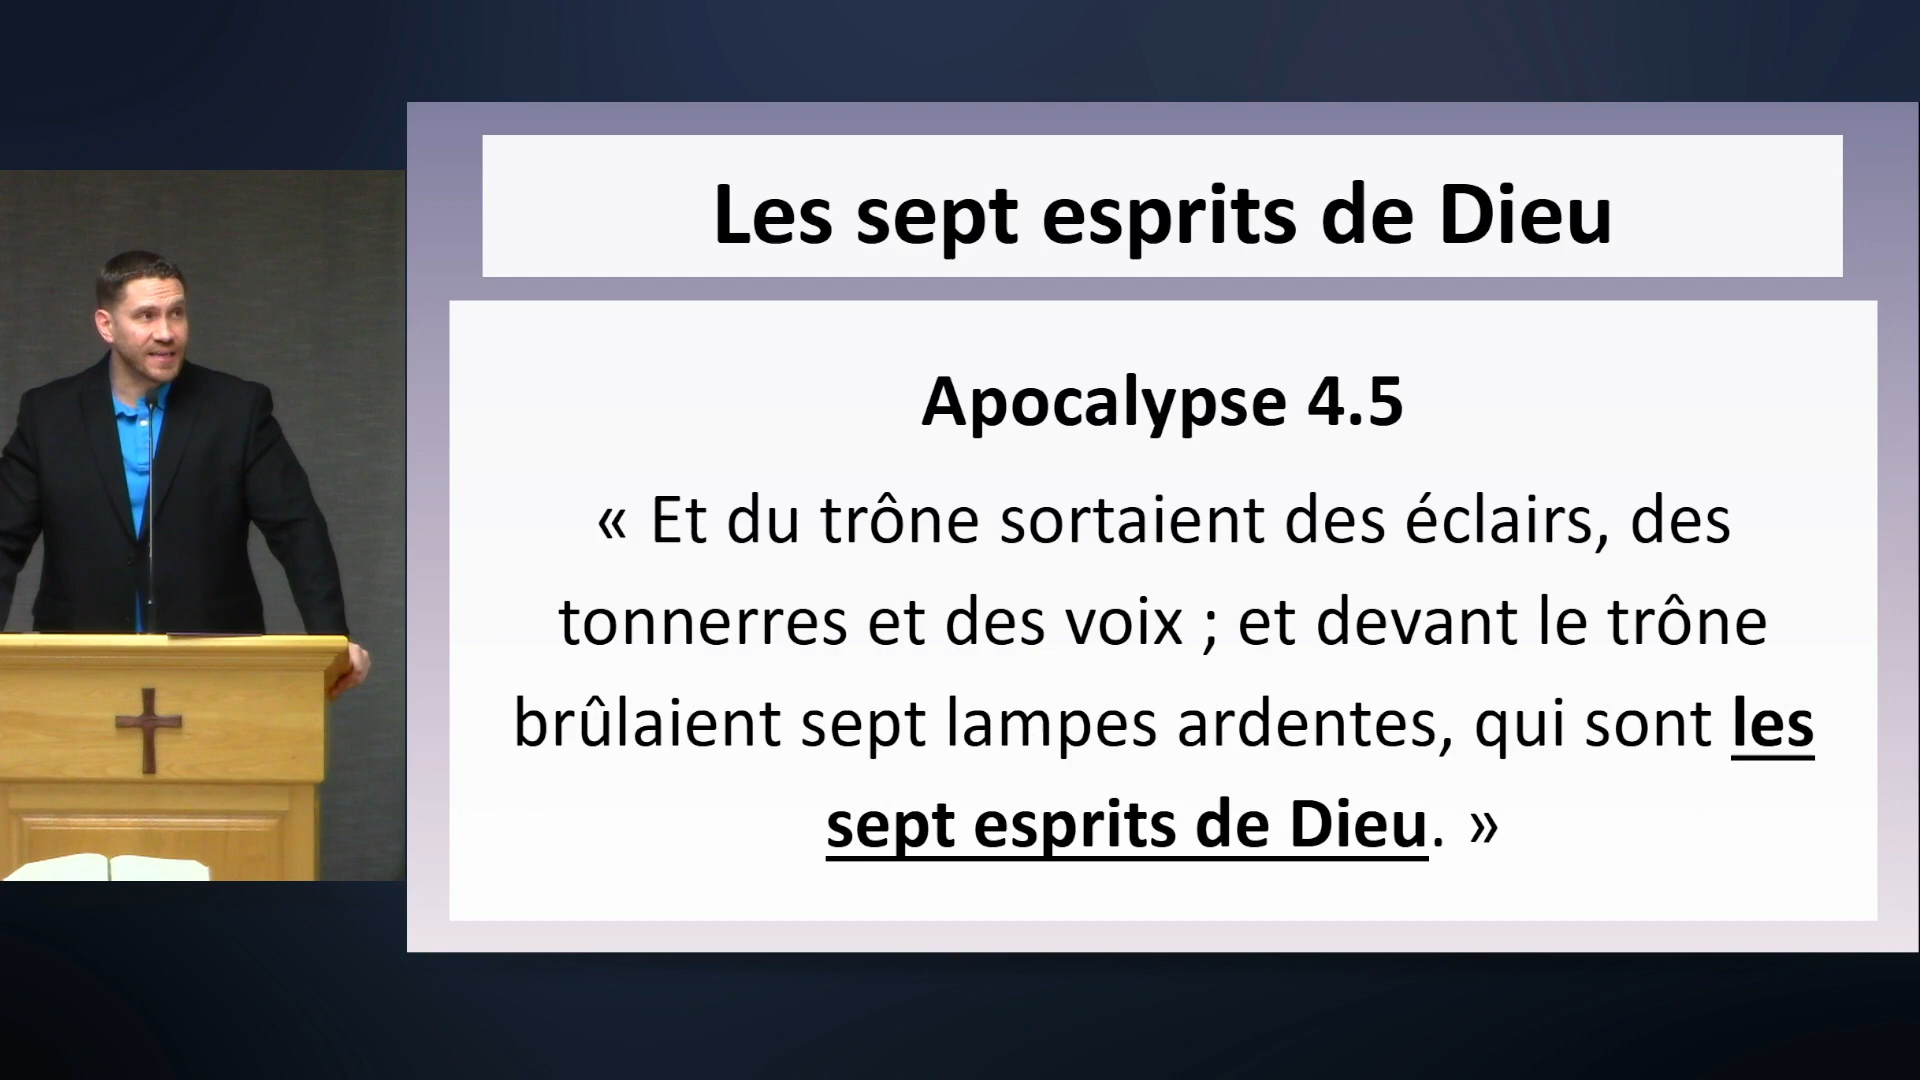 Les sept esprits de Dieu
Apocalypse 4.5
« Et du trône sortaient des éclairs, des
tonnerres et des voix ; et devant le trône
brûlaient sept lampes ardentes, qui sont les
sept esprits de Dieu. »